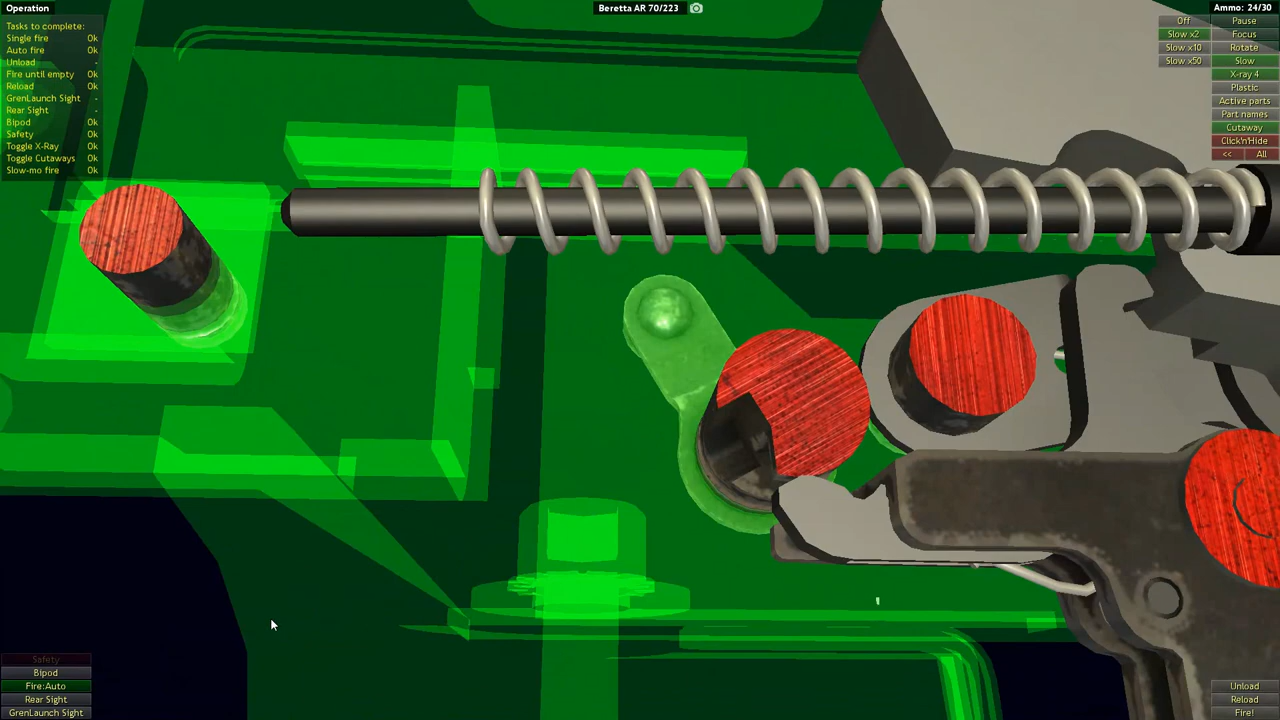 Operation
Tasks to complete:
Single fire Ok
Auto fire Ok
Unload -
Fire until empty Ok
Reload Ok
GrenLaunch Sight -
Rear Sight -
Bipod Ok
Safety Ok
Toggle X-Ray Ok
Toggle Cutaways Ok
Slow-mo fire Ok
Beretta AR 70/223
Ammo: 24/30
Off Pause
Slow x2 Focus
Slow x10 Rotate
Slow x50 Slow
X-ray 4
Plastic
Active parts
Part names
Cutaway
Click'n'Hide
<< All
Safety
Bipod
Fire:Auto
Rear Sight
GrenLaunch Sight
Unload
Reload
Fire!